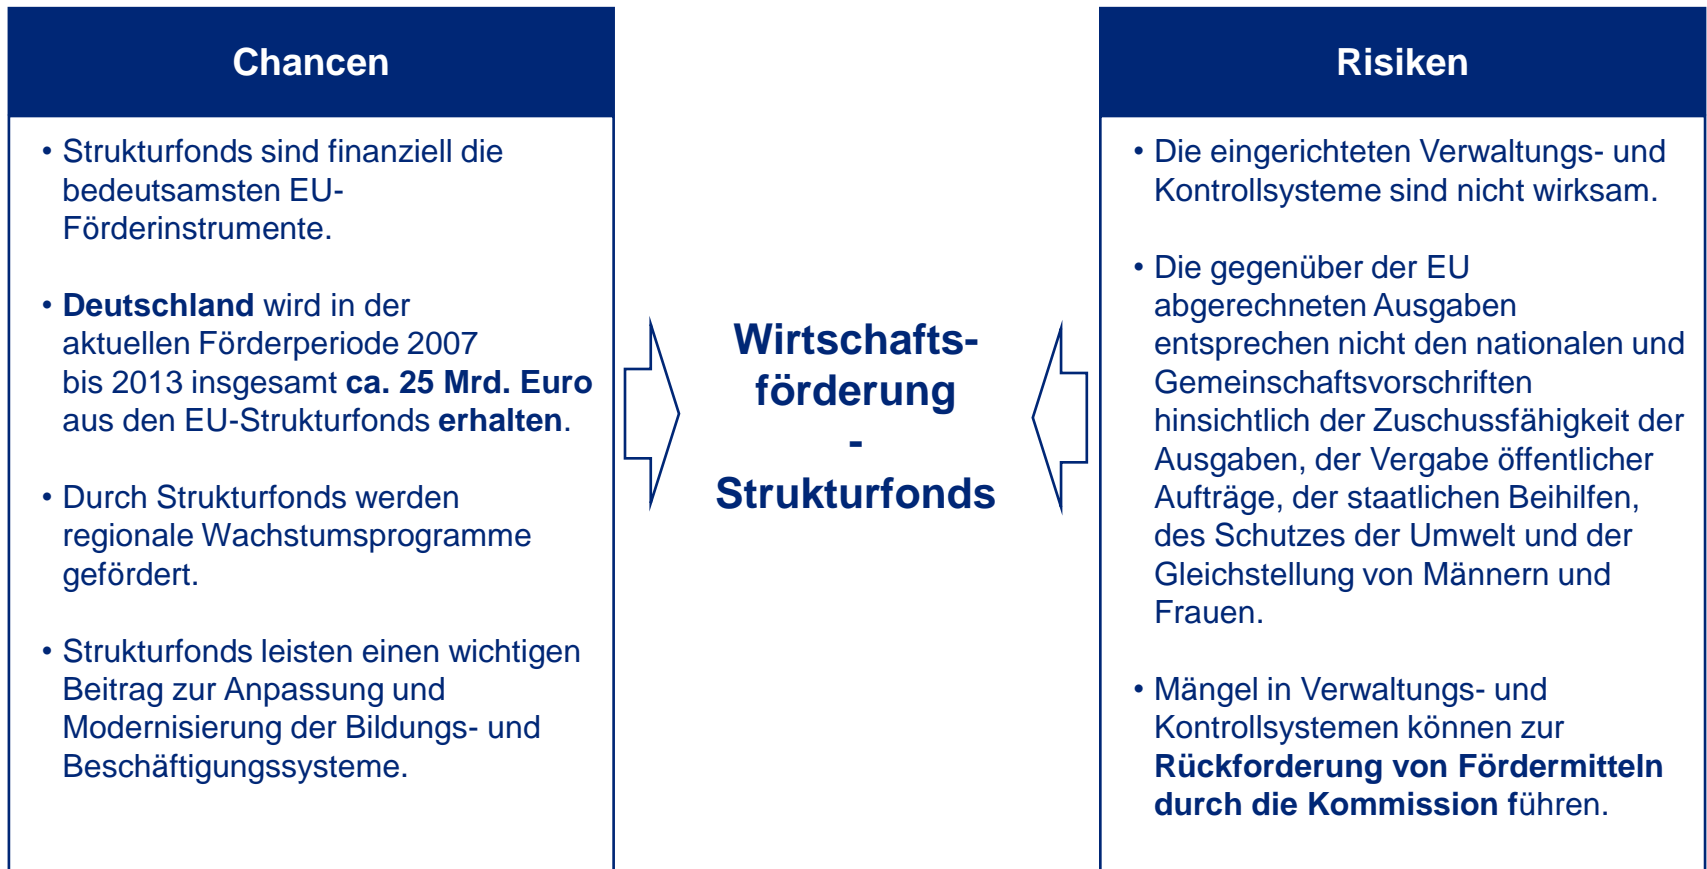 Chancen
• Strukturfonds sind finanziell die
bedeutsamsten EU-
Förderinstrumente.
• Deutschland wird in der
aktuellen Förderperiode 2007
bis 2013 insgesamt ca. 25 Mrd. Euro
aus den EU-Strukturfonds erhalten.
• Durch Strukturfonds werden
regionale Wachstumsprogramme
gefördert.
• Strukturfonds leisten einen wichtigen
Beitrag zur Anpassung und
Modernisierung der Bildungs- und
Beschäftigungssysteme.
Wirtschafts-
förderung
-
Strukturfonds
Risiken
• Die eingerichteten Verwaltungs- und
Kontrollsysteme sind nicht wirksam.
• Die gegenüber der EU
abgerechneten Ausgaben
entsprechen nicht den nationalen und
Gemeinschaftsvorschriften
hinsichtlich der Zuschussfähigkeit der
Ausgaben, der Vergabe öffentlicher
Aufträge, der staatlichen Beihilfen,
des Schutzes der Umwelt und der
Gleichstellung von Männern und
Frauen.
• Mängel in Verwaltungs- und
Kontrollsystemen können zur
Rückforderung von Fördermitteln
durch die Kommission führen.